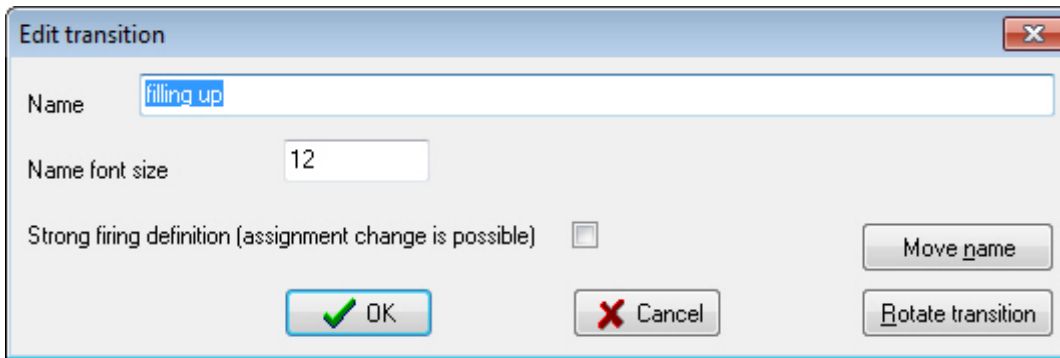 Edit transition
Name filling up
Name font size 12
Strong firing definition (assignment change is possible)
Move name
OK Cancel Rotate transition